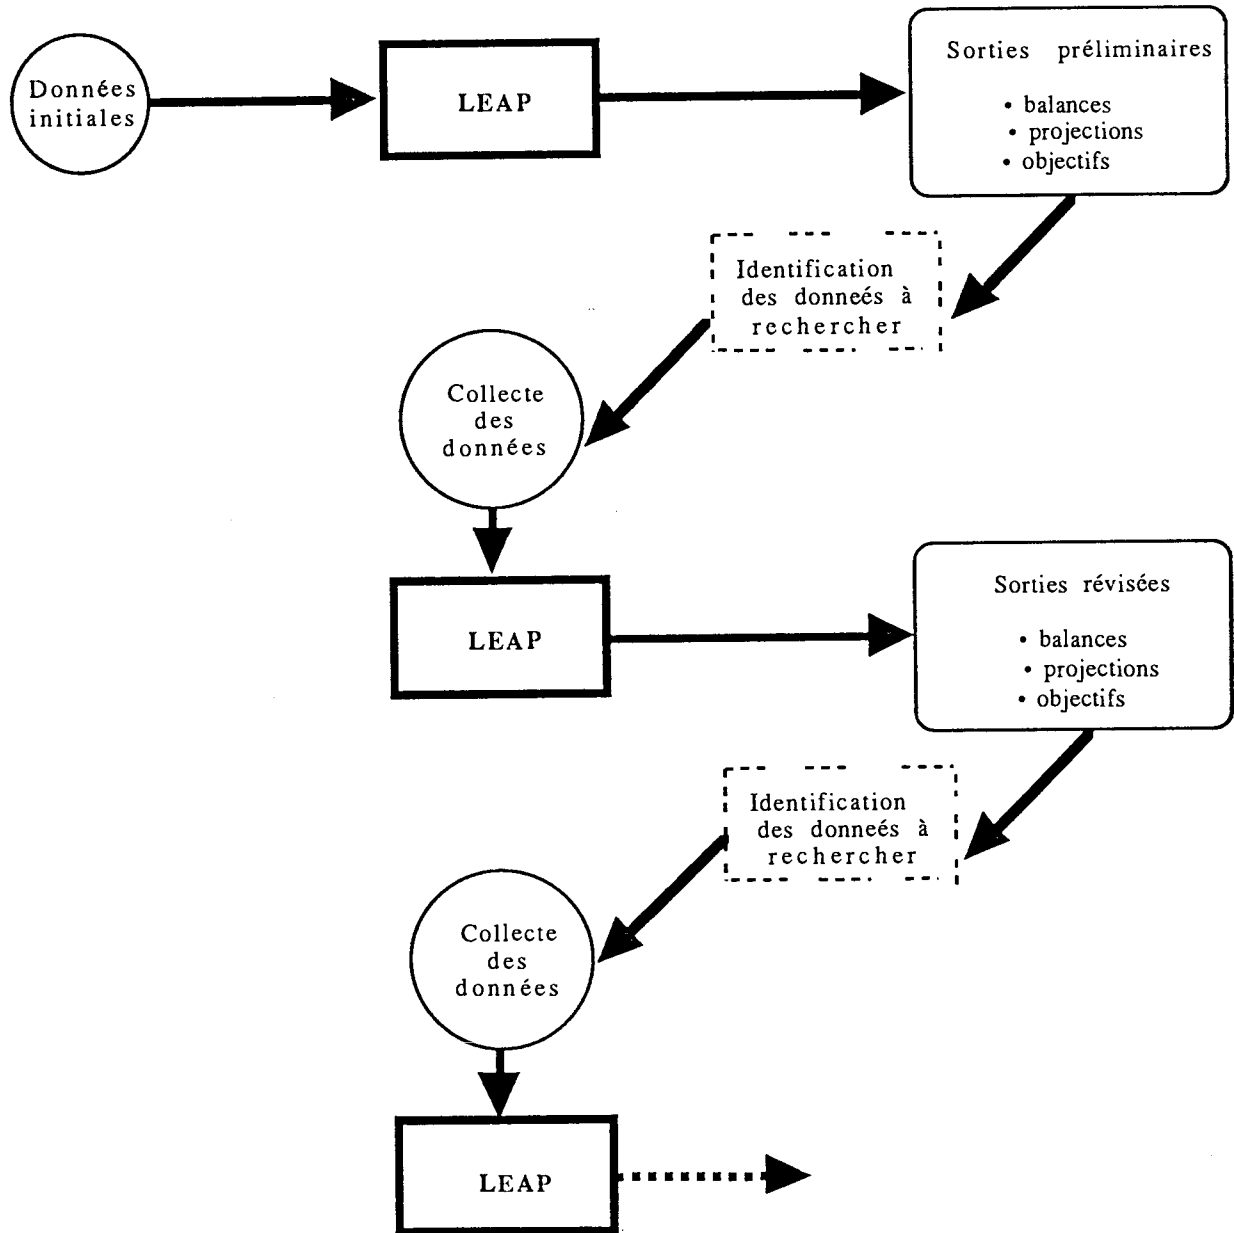 Données
initiales
LEAP
Sorties préliminaires
• balances
• projections
• objectifs
Identification
des donneés à
rechercher
Collecte
des
données
LEAP
Sorties révisées
• balances
• projections
• objectifs
Identification
des donneés à
rechercher
Collecte
des
données
LEAP